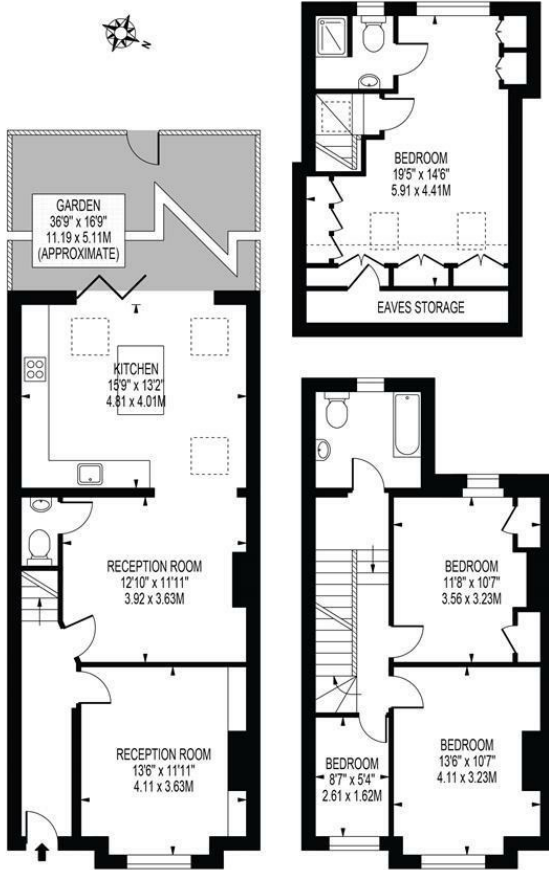 N
GARDEN
36'9" x 16'9"
11.19 x 5.11M
(APPROXIMATE)
KITCHEN
15'9" x 13'2"
4.81 x 4.01M
RECEPTION ROOM
12'10" x 11'11"
3.92 x 3.63M
RECEPTION ROOM
13'6" x 11'11"
4.11 x 3.63M
BEDROOM
19'5" x 14'6"
5.91 x 4.41M
EAVES STORAGE
BEDROOM
11'8" x 10'7"
3.56 x 3.23M
BEDROOM
8'7" x 5'4"
2.61 x 1.62M
BEDROOM
13'6" x 10'7"
4.11 x 3.23M